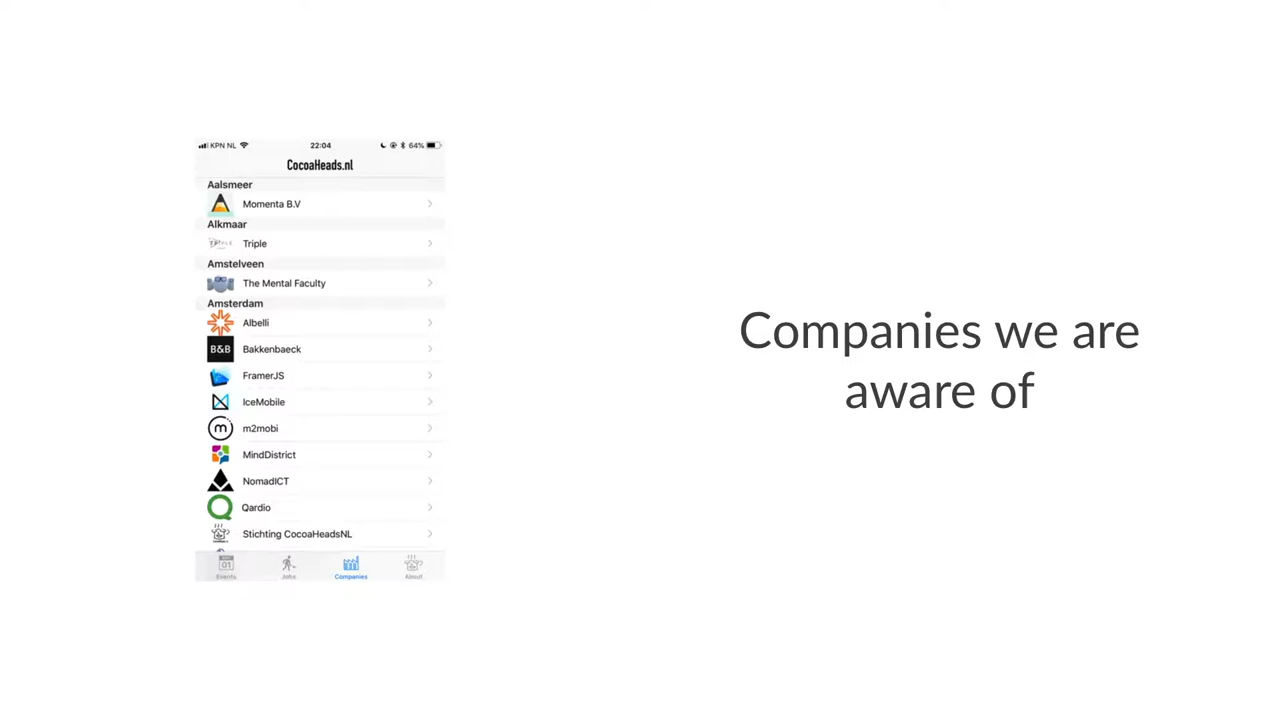 KPN NL 22:04 64%
CocoaHeads.nl
Aalsmeer
Momenta B.V
Alkmaar
Triple
Amstelveen
The Mental Faculty
Amsterdam
Albelli
B&B Bakkenbaeck
FramerJS
IceMobile
m m2mobi
MindDistrict
NomadICT
Qardio
Stichting CocoaHeadsNL
01
Events Jobs Companies About
Companies we are
aware of